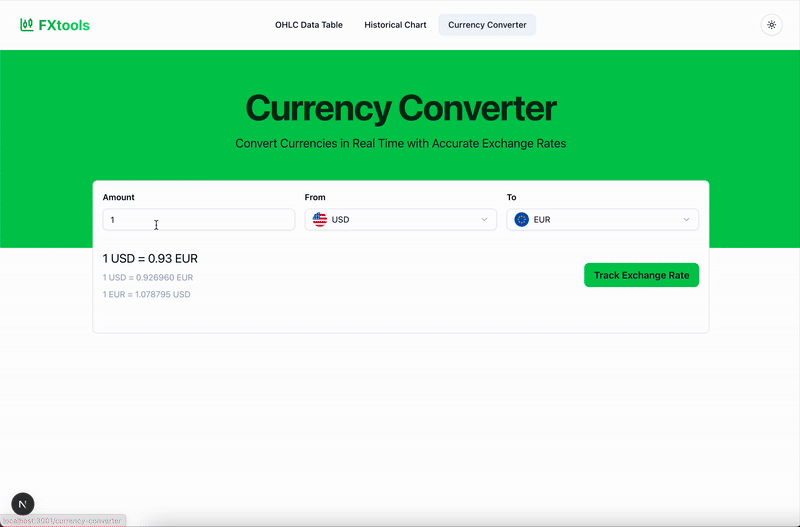 FXtools
OHLC Data Table
Historical Chart
Currency Converter
Currency Converter
Convert Currencies in Real Time with Accurate Exchange Rates
Amount
From
To
1
USD
EUR
1 USD = 0.93 EUR
1 USD = 0.926960 EUR
1 EUR = 1.078795 USD
Track Exchange Rate
N
localhost:3001/currency-converter